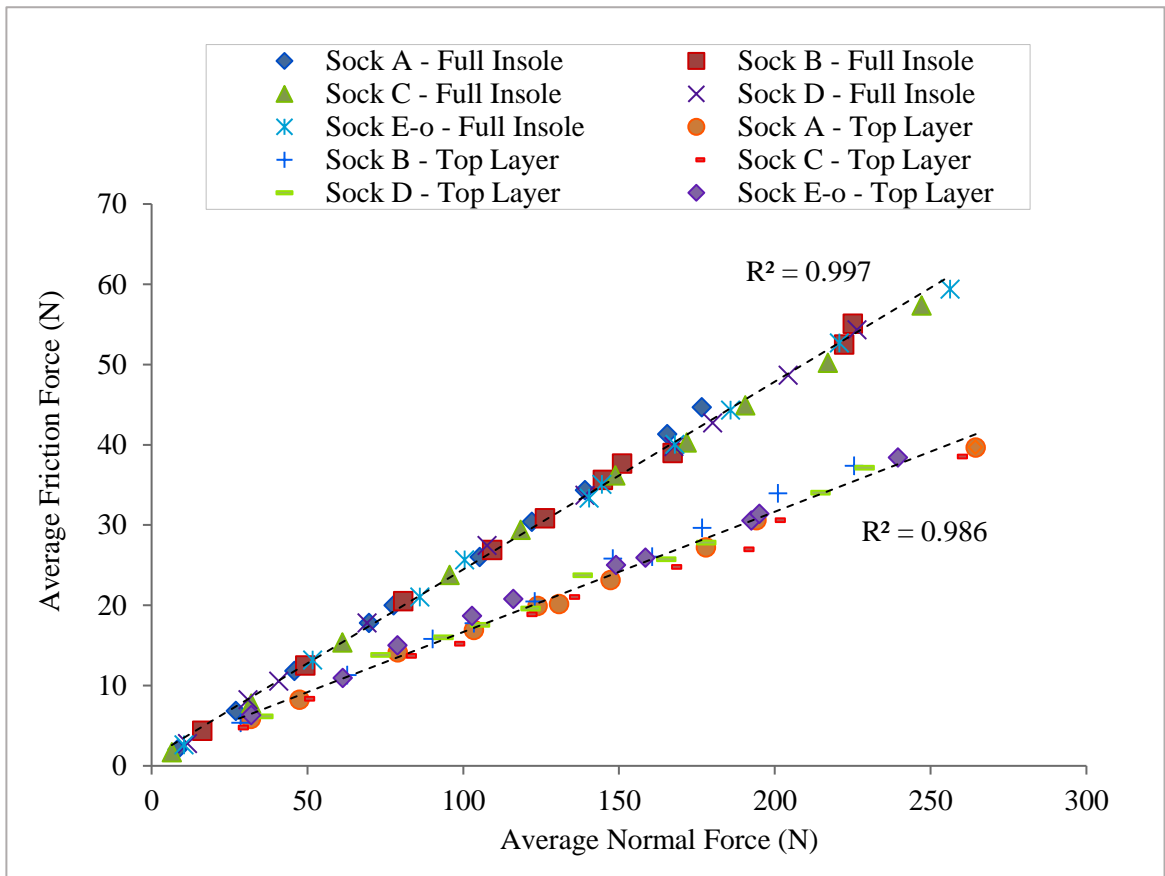 Sock A - Full Insole
Sock B - Full Insole
Sock C - Full Insole
Sock D - Full Insole
Sock E-o - Full Insole
Sock A - Top Layer
Sock B - Top Layer
Sock C - Top Layer
Sock D - Top Layer
Sock E-o - Top Layer
Average Friction Force (N)
70
60
50
40
30
20
10
0
R² = 0.997
R² = 0.986
0
50
100
150
200
250
300
Average Normal Force (N)